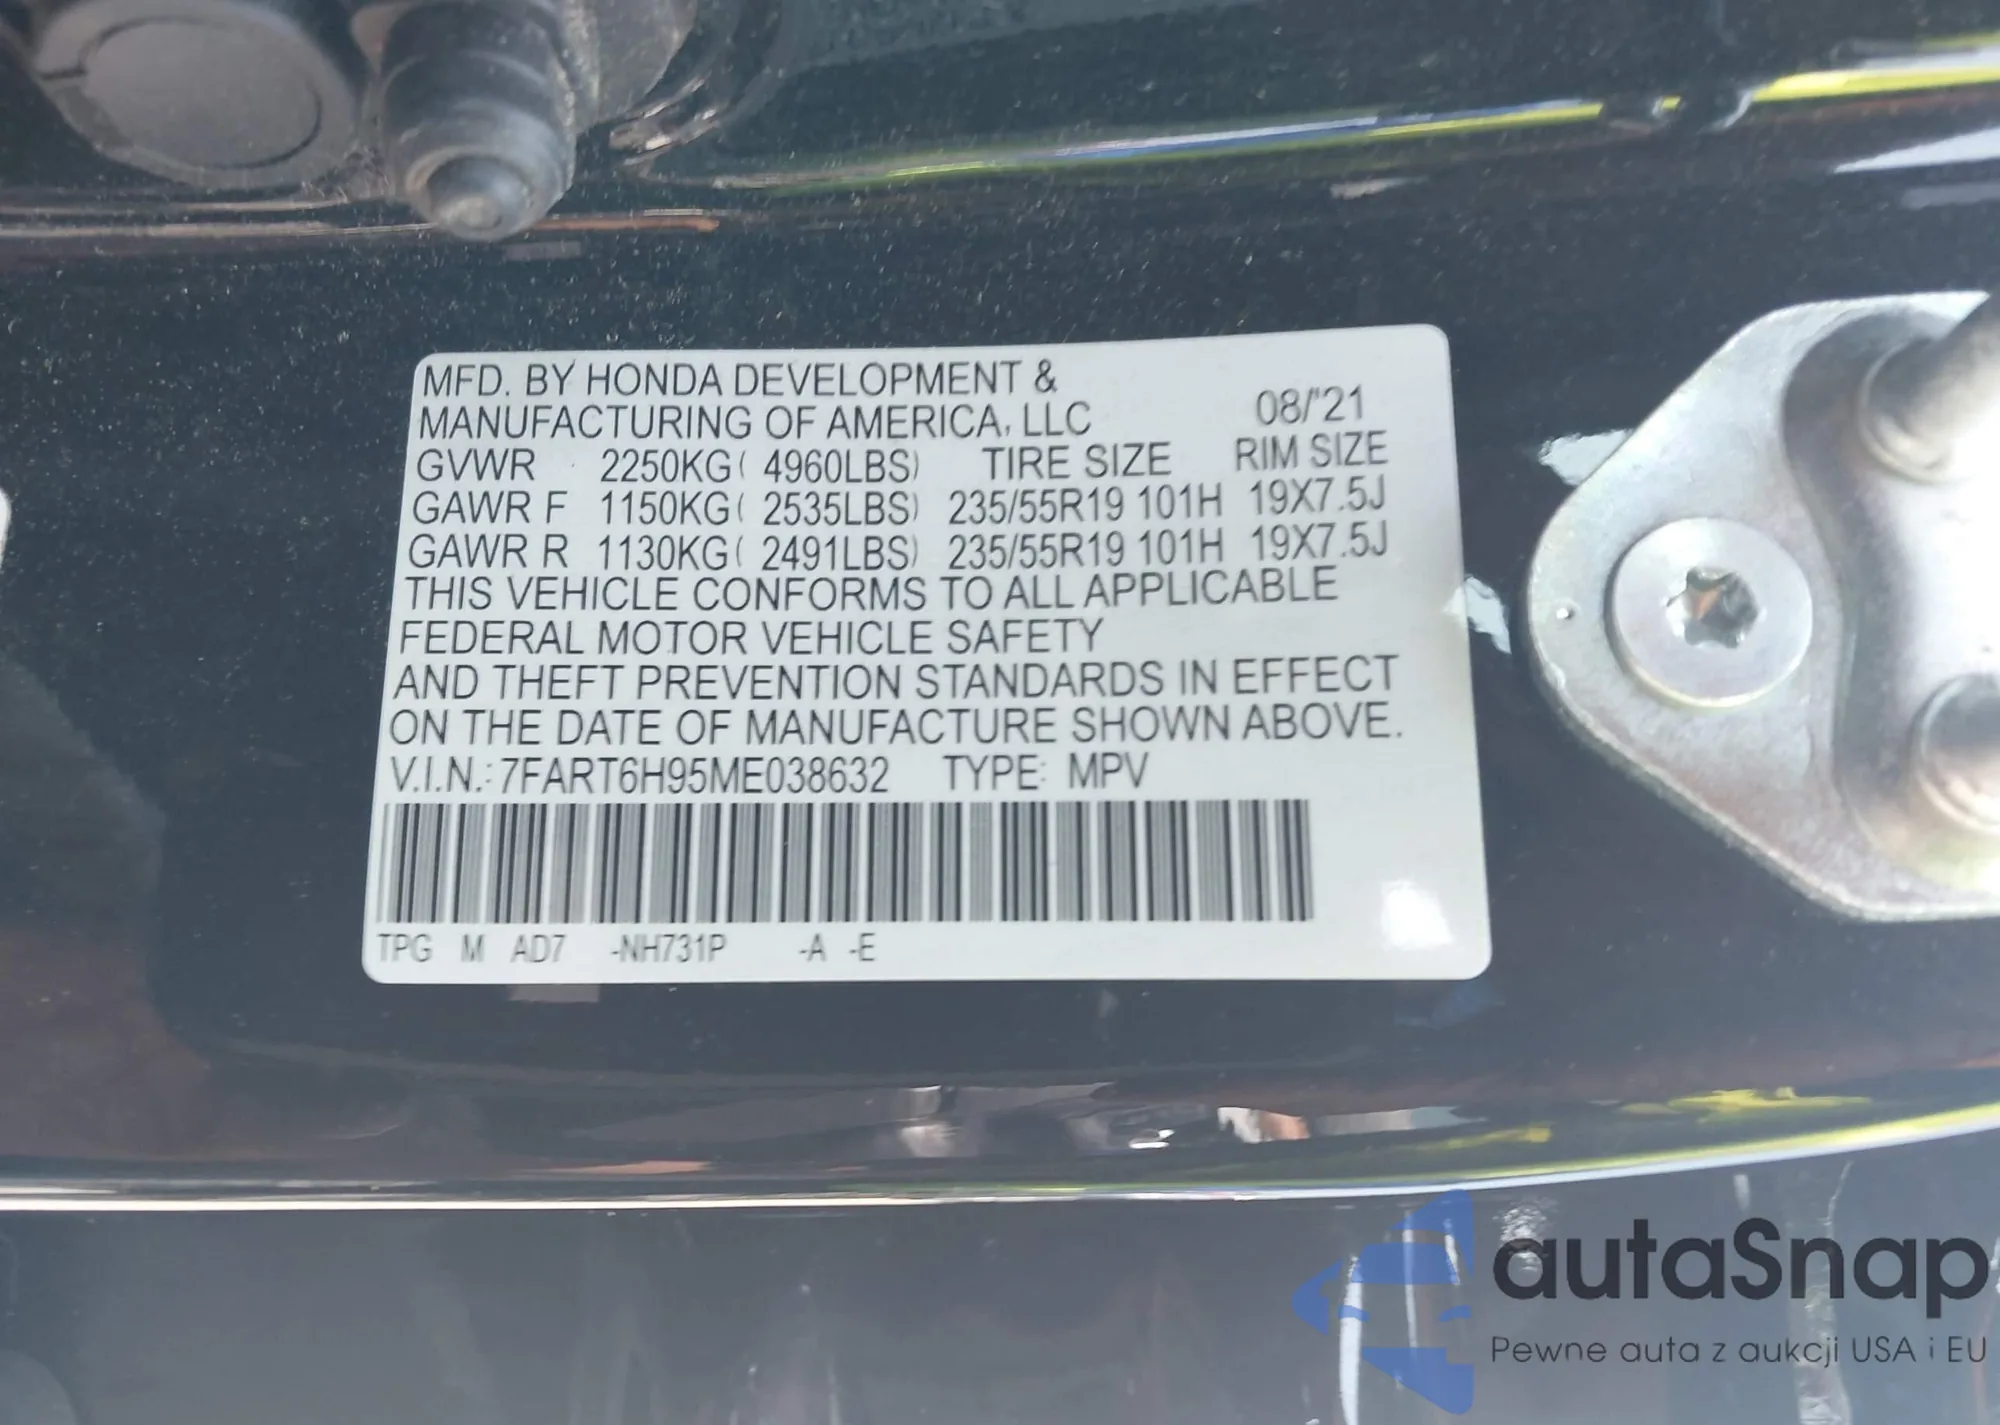 MFD. BY HONDA DEVELOPMENT &
MANUFACTURING OF AMERICA, LLC 08/'21
GVWR 2250KG( 4960LBS) TIRE SIZE RIM SIZE
GAWR F 1150KG( 2535LBS) 235/55R19 101H 19X7.5J
GAWR R 1130KG( 2491LBS) 235/55R19 101H 19X7.5J
THIS VEHICLE CONFORMS TO ALL APPLICABLE
FEDERAL MOTOR VEHICLE SAFETY
AND THEFT PREVENTION STANDARDS IN EFFECT
ON THE DATE OF MANUFACTURE SHOWN ABOVE.
V.I.N.: 7FART6H95ME038632 TYPE: MPV
TPG M AD7 -NH731P -A -E
autaSnap
Pewne auta z aukcji USA i EU